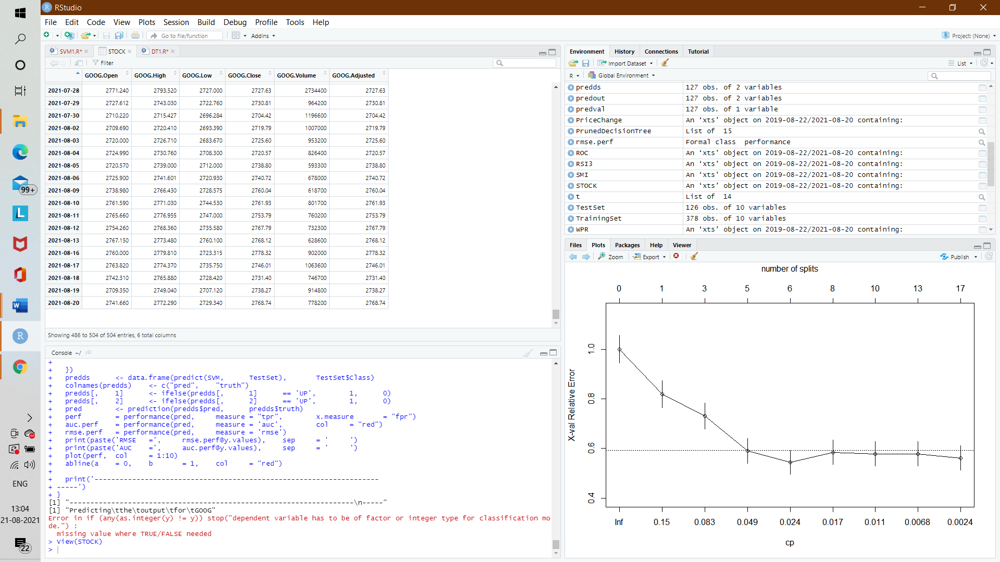 RStudio
File Edit Code View Plots Session Build Debug Profile Tools Help
Go to file/function Addins Project: (None)
SVM1.R* STOCK DT1.R*
Filter
GOOG.Open GOOG.High GOOG.Low GOOG.Close GOOG.Volume GOOG.Adjusted
2021-07-28 2771.240 2793.520 2727.000 2727.63 2734400 2727.63
2021-07-29 2727.612 2743.030 2722.760 2730.81 964200 2730.81
2021-07-30 2710.220 2715.427 2696.284 2704.42 1196600 2704.42
2021-08-02 2709.690 2720.410 2693.390 2719.79 1007000 2719.79
2021-08-03 2720.000 2726.710 2683.670 2725.60 953200 2725.60
2021-08-04 2724.990 2730.760 2708.300 2720.57 826400 2720.57
2021-08-05 2720.570 2739.000 2712.000 2738.80 593300 2738.80
2021-08-06 2725.900 2741.601 2720.930 2740.72 678000 2740.72
2021-08-09 2738.980 2766.430 2728.575 2760.04 618700 2760.04
2021-08-10 2761.590 2771.030 2744.530 2761.93 801700 2761.93
2021-08-11 2765.660 2776.955 2747.000 2753.79 760200 2753.79
2021-08-12 2754.260 2768.360 2735.580 2767.79 732300 2767.79
2021-08-13 2767.150 2773.480 2760.100 2768.12 628600 2768.12
2021-08-16 2760.000 2779.810 2723.315 2778.32 902000 2778.32
2021-08-17 2763.820 2774.370 2735.750 2746.01 1063600 2746.01
2021-08-18 2742.310 2765.880 2728.420 2731.40 746700 2731.40
2021-08-19 2709.350 2749.040 2707.120 2738.27 914800 2738.27
2021-08-20 2741.660 2772.290 2729.340 2768.74 778200 2768.74
Showing 486 to 504 of 504 entries, 6 total columns
Console ~/
+
+   })
+   predds      <- data.frame(predict(SVM,      TestSet),       TestSet$Class)
+   colnames(predds)    <- c("pred",    "truth")
+   predds[,    1]      <- ifelse(predds[,      1]      == 'UP',        1,      0)
+   predds[,    2]      <- ifelse(predds[,      2]      == 'UP',        1,      0)
+   pred        <- prediction(predds$pred,      predds$truth)
+   perf        = performance(pred,     measure = "tpr",        x.measure       = "fpr")
+   auc.perf    = performance(pred,     measure = 'auc',        col     = "red")
+   rmse.perf   = performance(pred,     measure = 'rmse')
+   print(paste('RMSE   =',     rmse.perf@y.values),    sep     = '     ')
+   print(paste('AUC    =',     auc.perf@y.values),     sep     = '     ')
+   plot(perf,  col     = 1:10)
+   abline(a    = 0,    b       = 1,    col     = "red")
+
+   print('------------------------------------------------------------------
+ -----')
+ }
[1] "------------------------------------------------------------------\n-----"
[1] "Predicting\tthe\toutput\tfor\tGOOG"
Error in if (any(as.integer(y) != y)) stop("dependent variable has to be of factor or integer type for classification mo
de.") :
  missing value where TRUE/FALSE needed
> View(STOCK)
>
Environment History Connections Tutorial
Import Dataset List
R Global Environment
predds 127 obs. of 2 variables
predout 127 obs. of 2 variables
predval 127 obs. of 1 variable
PriceChange An ‘xts’ object on 2019-08-22/2021-08-20 containing:
PrunedDecisionTree List of 15
rmse.perf Formal class performance
ROC An ‘xts’ object on 2019-08-22/2021-08-20 containing:
RSI3 An ‘xts’ object on 2019-08-22/2021-08-20 containing:
SMI An ‘xts’ object on 2019-08-22/2021-08-20 containing:
STOCK An ‘xts’ object on 2019-08-22/2021-08-20 containing:
t List of 14
TestSet 126 obs. of 10 variables
TrainingSet 378 obs. of 10 variables
WPR An ‘xts’ object on 2019-08-22/2021-08-20 containing:
Files Plots Packages Help Viewer
Zoom Export Publish
number of splits
0 1 3 5 6 8 10 13 17
X-val Relative Error
1.0
0.8
0.6
0.4
Inf 0.15 0.083 0.049 0.024 0.017 0.011 0.0068 0.0024
cp
99+
L
W
R
ENG
13:04
21-08-2021
22